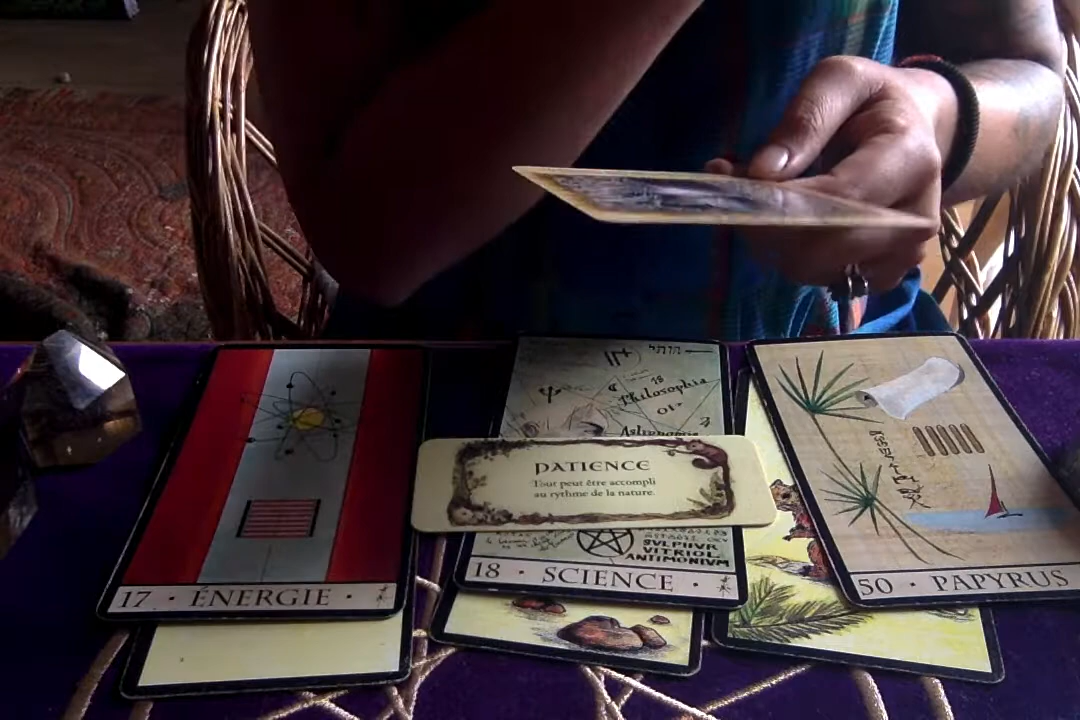 Philosophia
Astronomia
PATIENCE
Tout peut être accompli
au rythme de la nature.
SVLPHVR
VITRIOL
ANTIMONIVM
17 · ÉNERGIE ·
18 · SCIENCE ·
50 · PAPYRUS